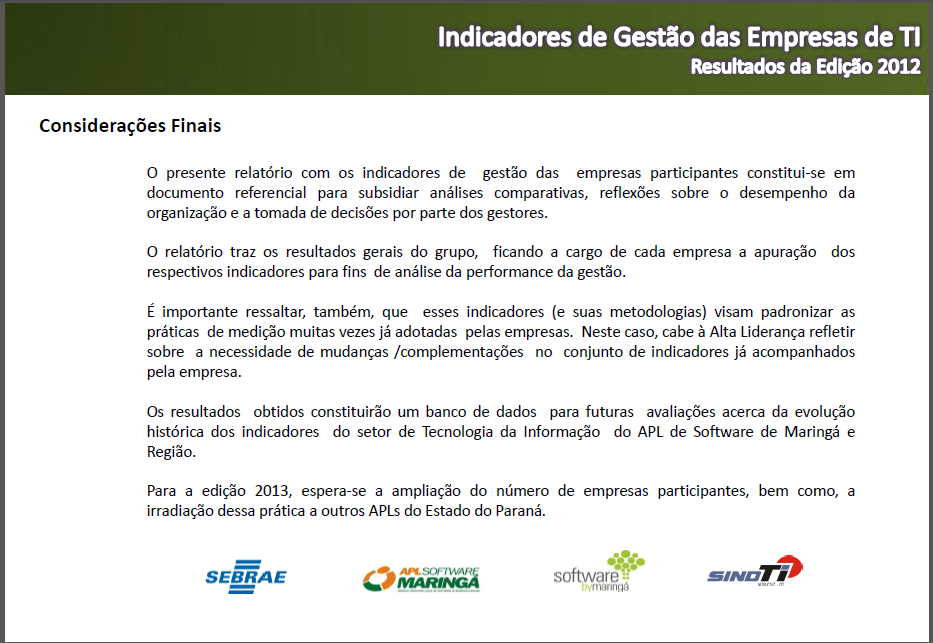 Indicadores de Gestão das Empresas de TI
Resultados da Edição 2012
Considerações Finais
O presente relatório com os indicadores de gestão das empresas participantes constitui-se em
documento referencial para subsidiar análises comparativas, reflexões sobre o desempenho da
organização e a tomada de decisões por parte dos gestores.
O relatório traz os resultados gerais do grupo, ficando a cargo de cada empresa a apuração dos
respectivos indicadores para fins de análise da performance da gestão.
É importante ressaltar, também, que esses indicadores (e suas metodologias) visam padronizar as
práticas de medição muitas vezes já adotadas pelas empresas. Neste caso, cabe à Alta Liderança refletir
sobre a necessidade de mudanças /complementações no conjunto de indicadores já acompanhados
pela empresa.
Os resultados obtidos constituirão um banco de dados para futuras avaliações acerca da evolução
histórica dos indicadores do setor de Tecnologia da Informação do APL de Software de Maringá e
Região.
Para a edição 2013, espera-se a ampliação do número de empresas participantes, bem como, a
irradiação dessa prática a outros APLs do Estado do Paraná.
SEBRAE
APLSOFTWARE
MARINGÁ
software
bymaringá
SINDTI